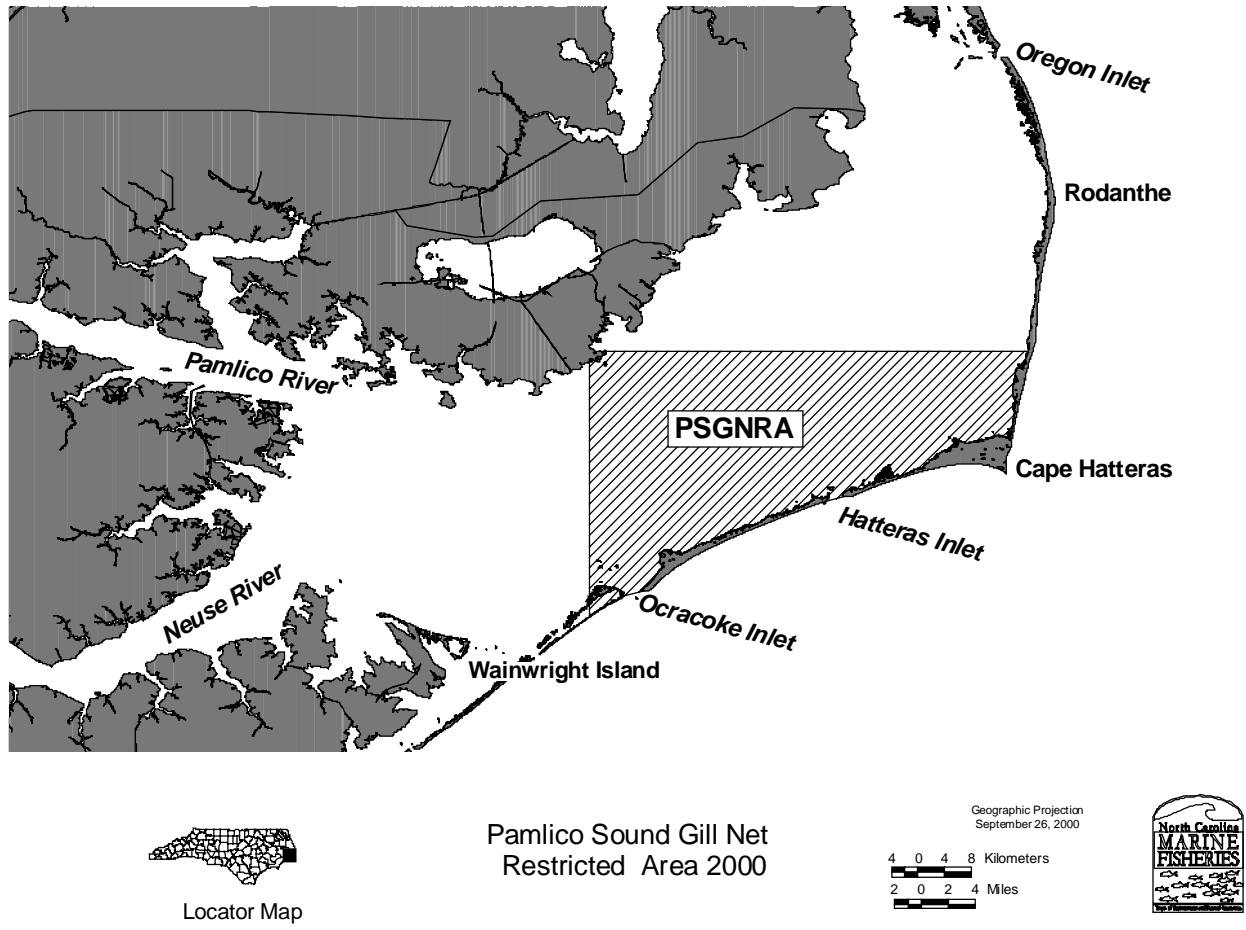 Oregon Inlet
Rodanthe
Pamlico River
PSGNRA
Cape Hatteras
Hatteras Inlet
Neuse River
Ocracoke Inlet
Wainwright Island
Geographic Projection
September 26, 2000
Pamlico Sound Gill Net
Restricted Area 2000
4 0 4 8 Kilometers
2 0 2 4 Miles
Locator Map
North Carolina
MARINE
FISHERIES